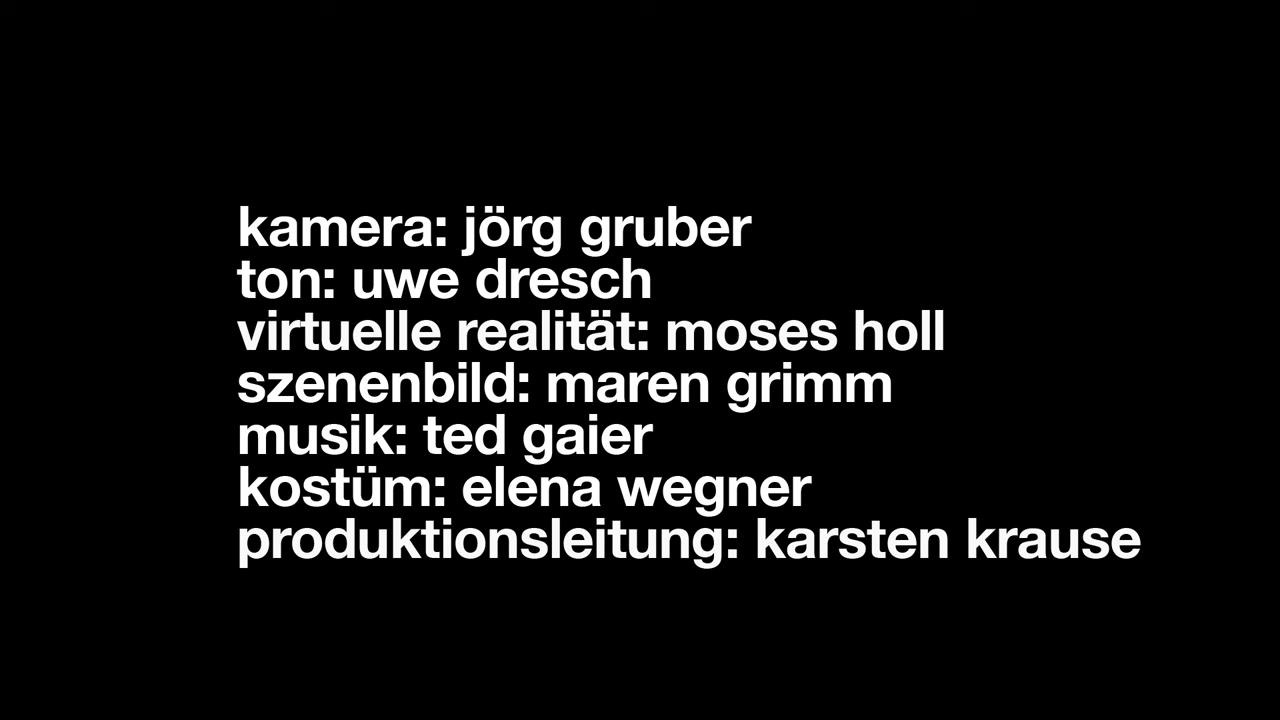 kamera: jörg gruber
ton: uwe dresch
virtuelle realität: moses holl
szenenbild: maren grimm
musik: ted gaier
kostüm: elena wegner
produktionsleitung: karsten krause